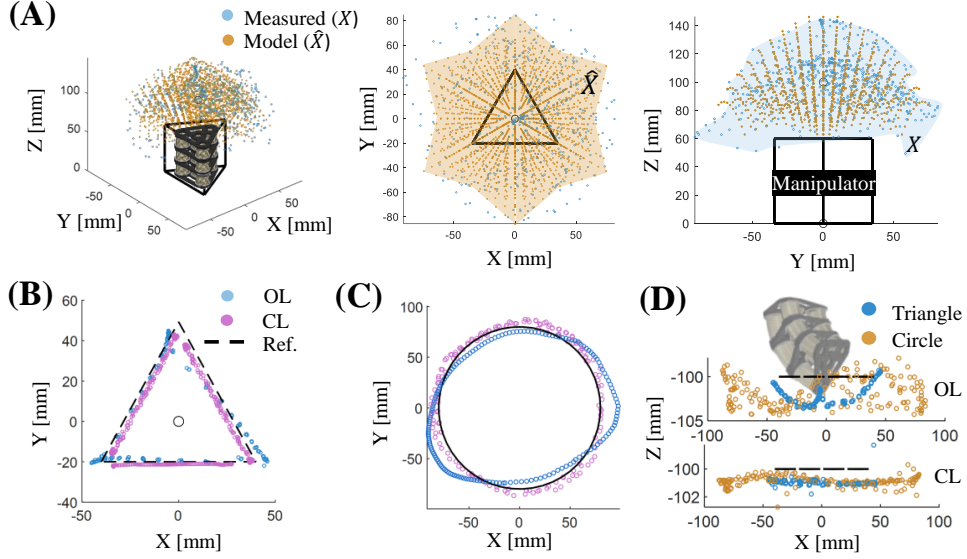 (A)
Measured (X)
Model (X̂)
Z [mm]
100
50
0
-50
0
50
Y [mm]
50
0
-50
X [mm]
Y [mm]
80
60
40
20
0
-20
-40
-60
-80
X̂
-50
0
50
X [mm]
Z [mm]
140
120
100
80
60
40
20
0
X
Manipulator
-50
0
50
Y [mm]
(B)
OL
CL
Ref.
Y [mm]
60
40
20
0
-20
-40
-50
0
50
X [mm]
(C)
Y [mm]
100
50
0
-50
-50
0
50
X [mm]
(D)
Triangle
Circle
Z [mm]
-100
-105
OL
-100
-50
0
50
100
-100
-102
CL
-100
-50
0
50
100
X [mm]